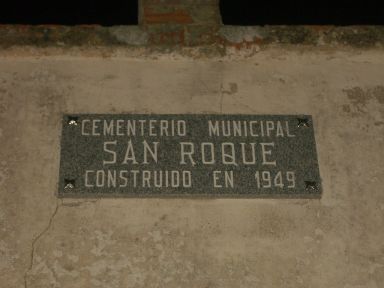 CEMENTERIO MUNICIPAL
SAN ROQUE
CONSTRUIDO EN 1949